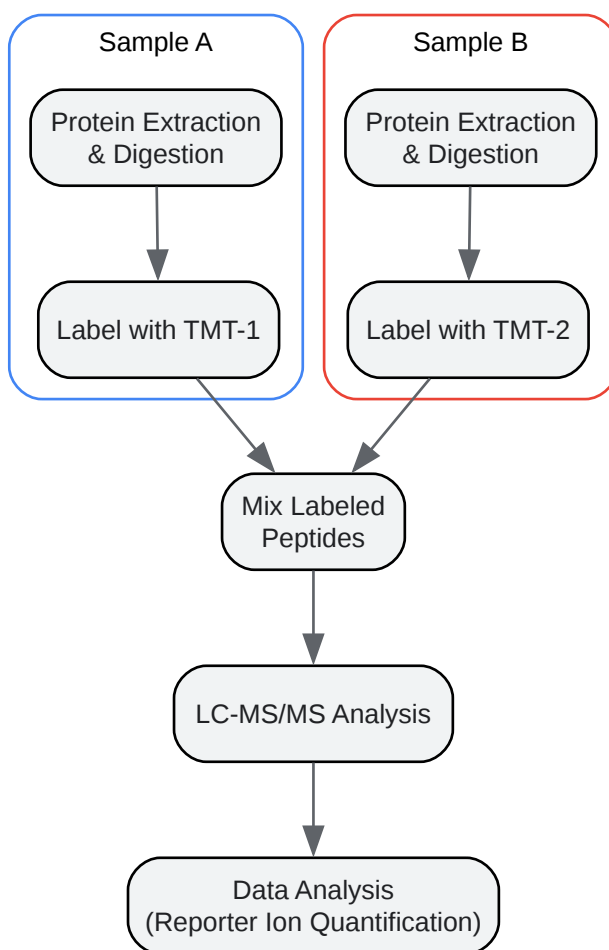 Sample A
Protein Extraction
& Digestion
Label with TMT-1
Sample B
Protein Extraction
& Digestion
Label with TMT-2
Mix Labeled
Peptides
LC-MS/MS Analysis
Data Analysis
(Reporter Ion Quantification)